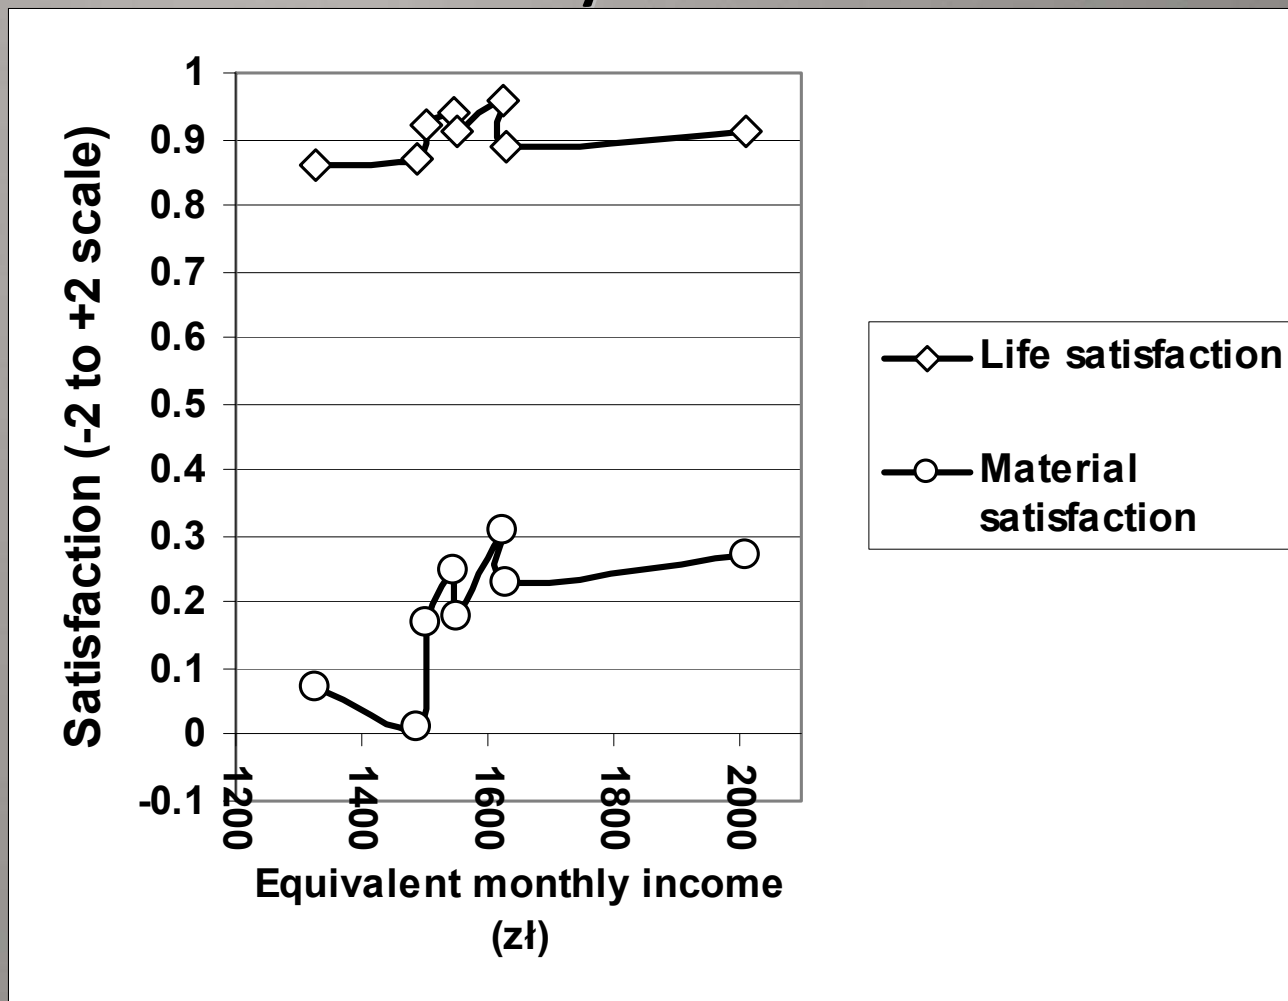 1
0.9
0.8
0.7
0.6
0.5
0.4
0.3
0.2
0.1
0
-0.1
Satisfaction (-2 to +2 scale)
1200
1400
1600
1800
2000
Equivalent monthly income
(zł)
Life satisfaction
Material
satisfaction